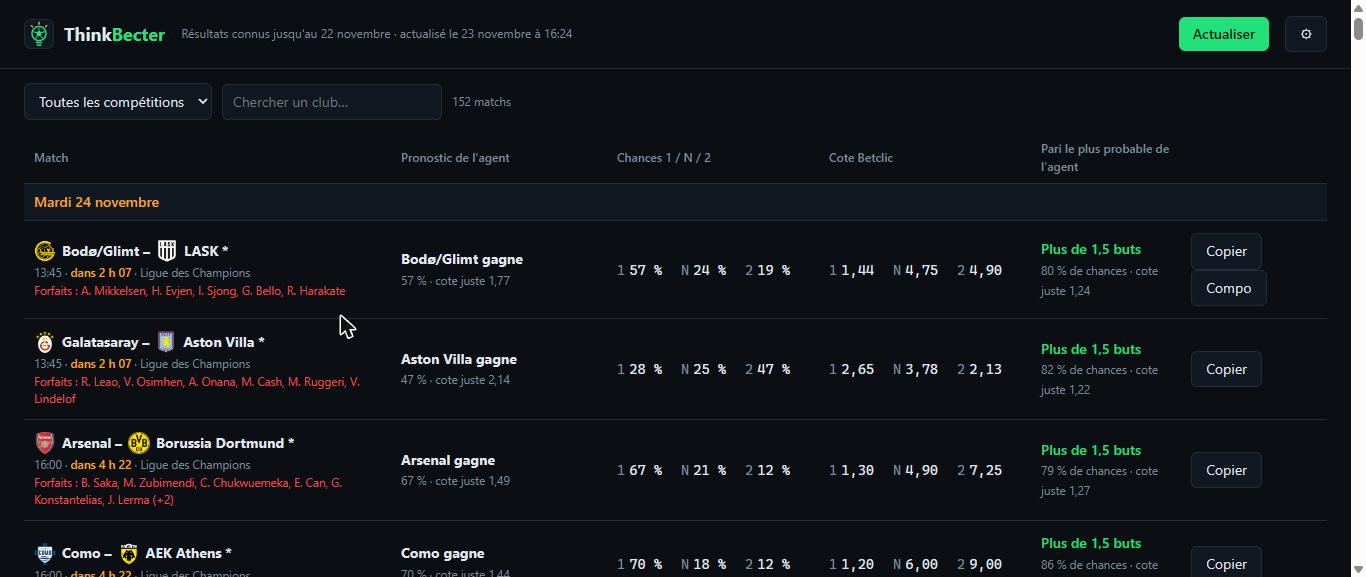 ThinkBecter Résultats connus jusqu'au 22 novembre · actualisé le 23 novembre à 16:24 Actualiser
Toutes les compétitions Chercher un club... 152 matchs
Match Pronostic de l'agent Chances 1 / N / 2 Cote Betclic Pari le plus probable de l'agent
Mardi 24 novembre
Bodø/Glimt – LASK *
13:45 · dans 2 h 07 · Ligue des Champions
Forfaits : A. Mikkelsen, H. Evjen, I. Sjong, G. Bello, R. Harakate
Bodø/Glimt gagne
57 % · cote juste 1,77
1 57 % N 24 % 2 19 %
1 1,44 N 4,75 2 4,90
Plus de 1,5 buts
80 % de chances · cote
juste 1,24
Copier
Compo
Galatasaray – Aston Villa *
13:45 · dans 2 h 07 · Ligue des Champions
Forfaits : R. Leao, V. Osimhen, A. Onana, M. Cash, M. Ruggeri, V.
Lindelof
Aston Villa gagne
47 % · cote juste 2,14
1 28 % N 25 % 2 47 %
1 2,65 N 3,78 2 2,13
Plus de 1,5 buts
82 % de chances · cote
juste 1,22
Copier
Arsenal – Borussia Dortmund *
16:00 · dans 4 h 22 · Ligue des Champions
Forfaits : B. Saka, M. Zubimendi, C. Chukwuemeka, E. Can, G.
Konstantelias, J. Lerma (+2)
Arsenal gagne
67 % · cote juste 1,49
1 67 % N 21 % 2 12 %
1 1,30 N 4,90 2 7,25
Plus de 1,5 buts
79 % de chances · cote
juste 1,27
Copier
Como – AEK Athens *
16:00 · dans 4 h 22 · Ligue des Champions
Como gagne
70 % · cote juste 1,44
1 70 % N 18 % 2 12 %
1 1,20 N 6,00 2 9,00
Plus de 1,5 buts
86 % de chances · cote
Copier